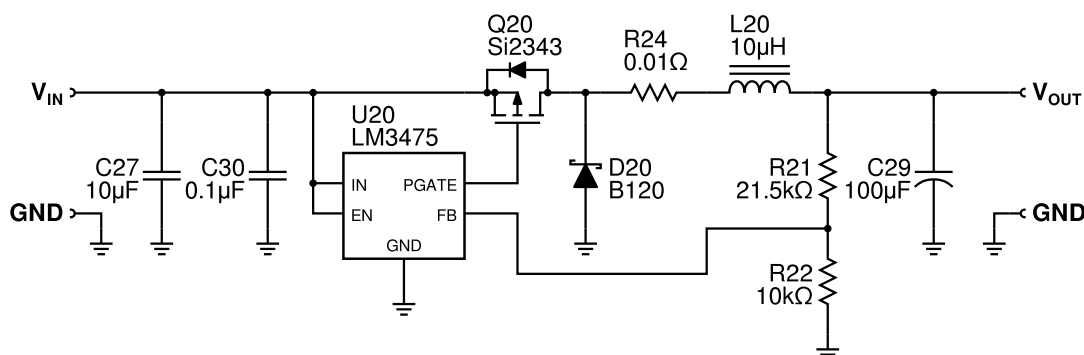 Q20
Si2343
R24
0.01Ω
L20
10µH
VIN
VOUT
U20
LM3475
C27
10µF
C30
0.1µF
IN
PGATE
EN
FB
GND
D20
B120
R21
21.5kΩ
C29
100µF
GND
GND
R22
10kΩ